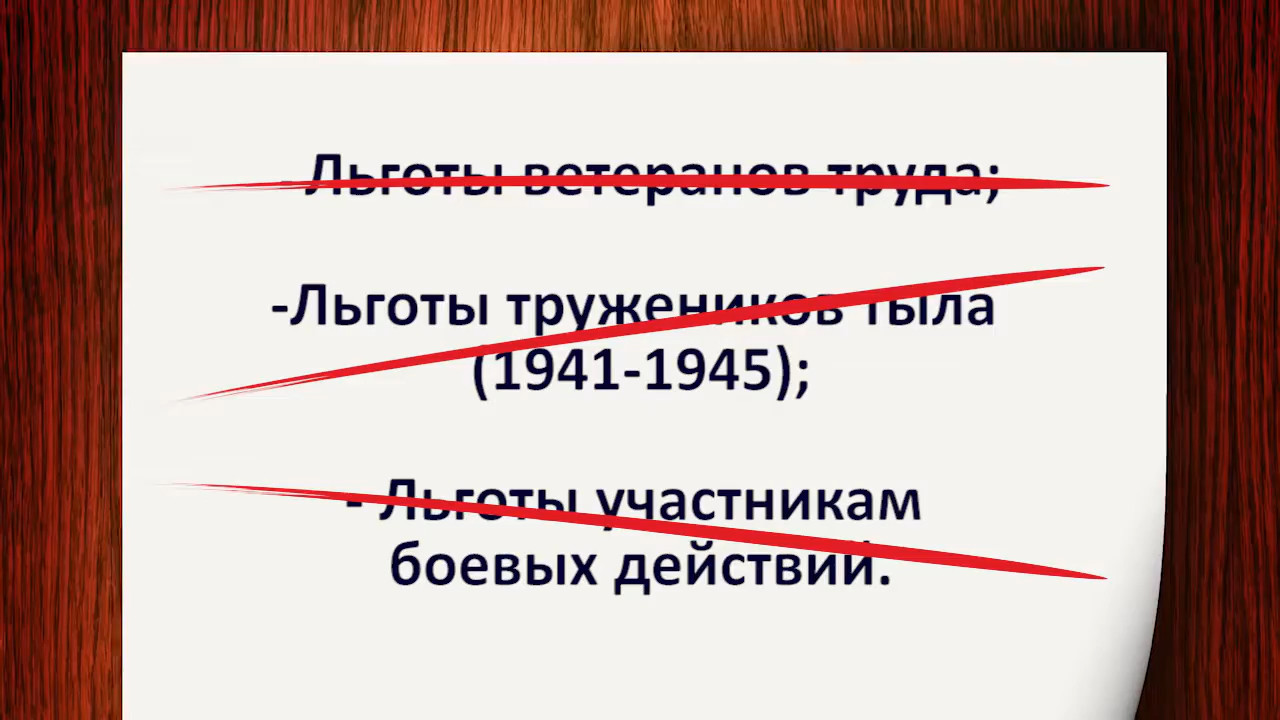 - Льготы ветеранов труда;
-Льготы тружеников тыла
(1941-1945);
- Льготы участникам
боевых действий.